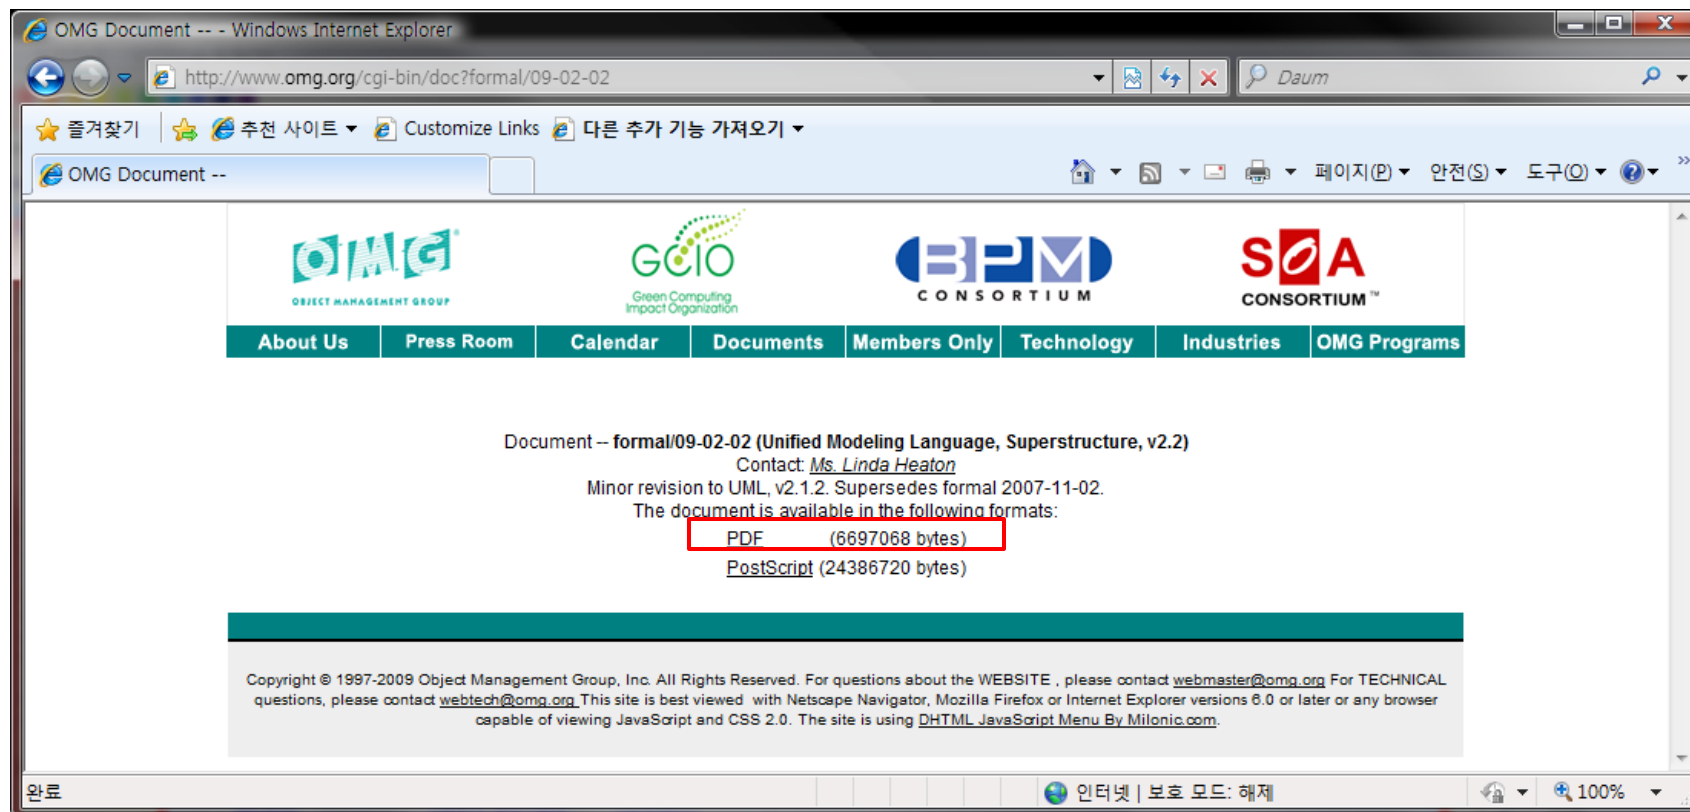 OMG Document -- - Windows Internet Explorer
http://www.omg.org/cgi-bin/doc?formal/09-02-02
Daum
즐겨찾기 추천 사이트 Customize Links 다른 추가 기능 가져오기
OMG Document --
페이지(P) 안전(S) 도구(O)
OMG
OBJECT MANAGEMENT GROUP
GCIO
Green Computing
Impact Organization
BPM
CONSORTIUM
SOA
CONSORTIUM™
About Us Press Room Calendar Documents Members Only Technology Industries OMG Programs
Document -- formal/09-02-02 (Unified Modeling Language, Superstructure, v2.2)
Contact: Ms. Linda Heaton
Minor revision to UML, v2.1.2. Supersedes formal 2007-11-02.
The document is available in the following formats:
PDF (6697068 bytes)
PostScript (24386720 bytes)
Copyright © 1997-2009 Object Management Group, Inc. All Rights Reserved. For questions about the WEBSITE , please contact webmaster@omg.org For TECHNICAL
questions, please contact webtech@omg.org This site is best viewed with Netscape Navigator, Mozilla Firefox or Internet Explorer versions 6.0 or later or any browser
capable of viewing JavaScript and CSS 2.0. The site is using DHTML JavaScript Menu By Milonic.com.
완료
인터넷 | 보호 모드: 해제
100%